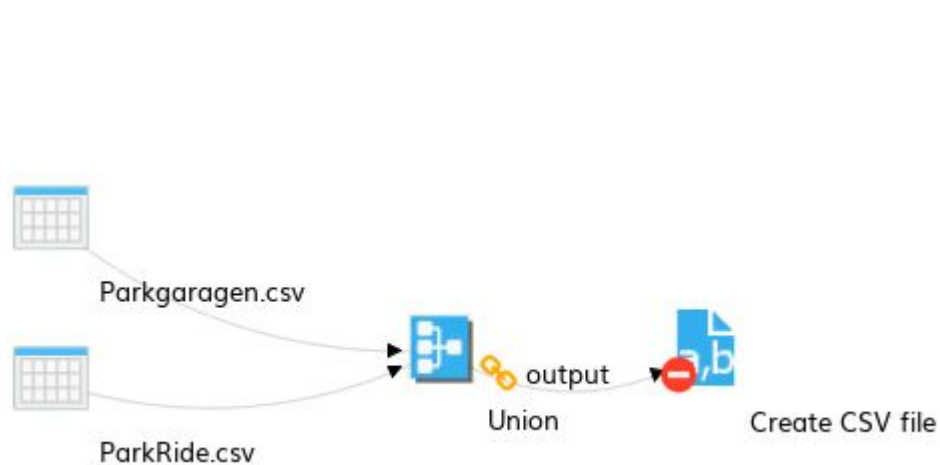 Parkgaragen.csv
a,b
output
Union
Create CSV file
ParkRide.csv